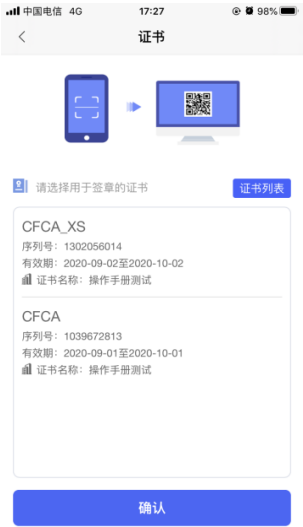 中国电信 4G 17:27 98%
证书
请选择用于签章的证书 证书列表
CFCA_XS
序列号：1302056014
有效期：2020-09-02至2020-10-02
证书名称：操作手册测试
CFCA
序列号：1039672813
有效期：2020-09-01至2020-10-01
证书名称：操作手册测试
确认